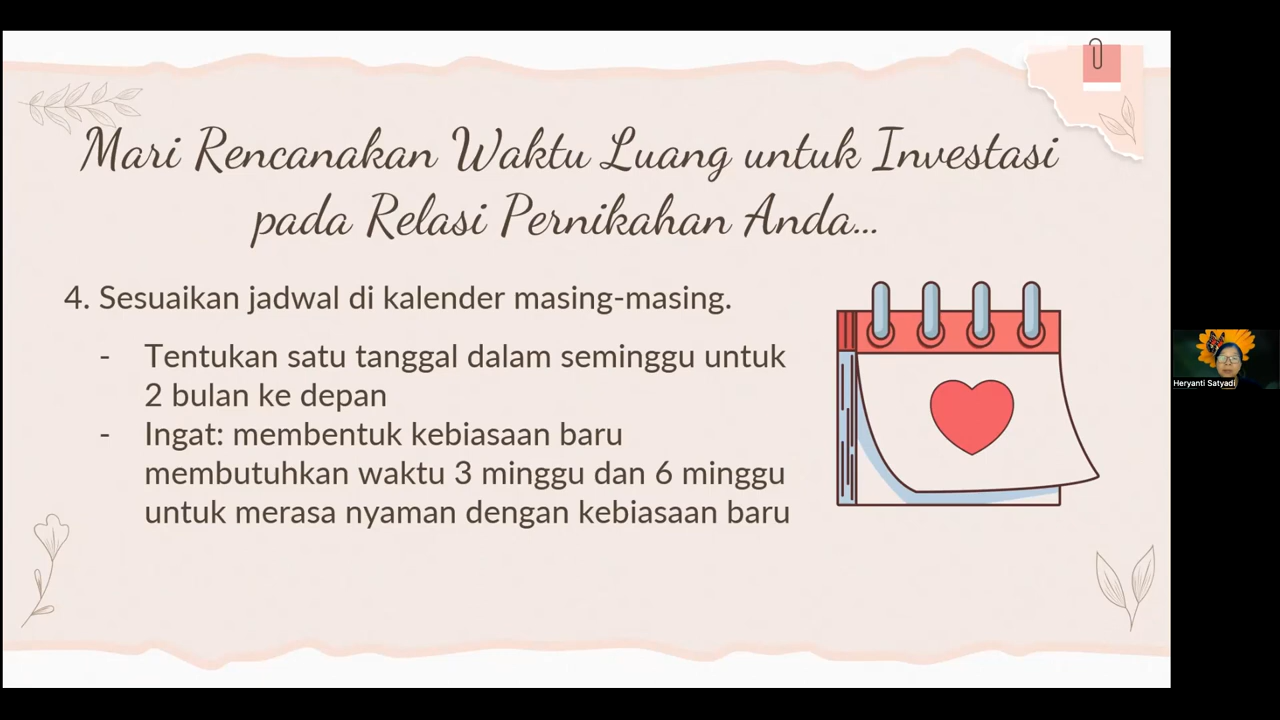 Mari Rencanakan Waktu Luang untuk Investasi
pada Relasi Pernikahan Anda...
4. Sesuaikan jadwal di kalender masing-masing.
- Tentukan satu tanggal dalam seminggu untuk
2 bulan ke depan
- Ingat: membentuk kebiasaan baru
membutuhkan waktu 3 minggu dan 6 minggu
untuk merasa nyaman dengan kebiasaan baru
Heryanti Satyadi